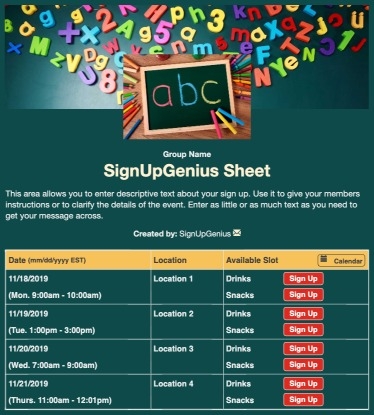 abc
Group Name
SignUpGenius Sheet
This area allows you to enter descriptive text about your sign up. Use it to give your members
instructions or to clarify the details of the event. Enter as little or as much text as you need to
get your message across.
Created by: SignUpGenius
Date (mm/dd/yyyy EST) Location Available Slot Calendar
11/18/2019 Location 1 Drinks Sign Up
(Mon. 9:00am - 10:00am) Snacks Sign Up
11/19/2019 Location 2 Drinks Sign Up
(Tue. 1:00pm - 3:00pm) Snacks Sign Up
11/20/2019 Location 3 Drinks Sign Up
(Wed. 7:00am - 9:00am) Snacks Sign Up
11/21/2019 Location 4 Drinks Sign Up
(Thurs. 11:00am - 12:01pm) Snacks Sign Up